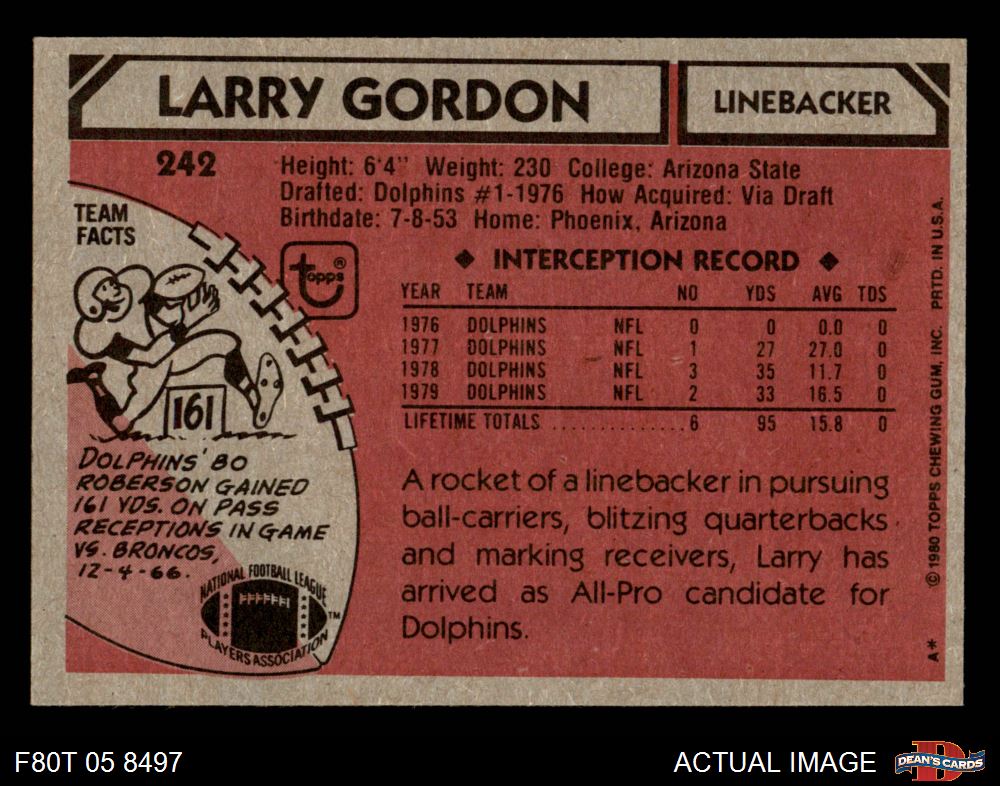 LARRY GORDON
LINEBACKER
242
Height: 6'4" Weight: 230 College: Arizona State
Drafted: Dolphins #1-1976 How Acquired: Via Draft
Birthdate: 7-8-53 Home: Phoenix, Arizona
TEAM
FACTS
topps®
161
DOLPHINS' BO
ROBERSON GAINED
161 YDS. ON PASS
RECEPTIONS IN GAME
VS. BRONCOS,
12-4-66.
NATIONAL FOOTBALL LEAGUE
PLAYERS ASSOCIATION
TM
◆ INTERCEPTION RECORD ◆
YEAR TEAM NO YDS AVG TDS
1976 DOLPHINS NFL 0 0 0.0 0
1977 DOLPHINS NFL 1 27 27.0 0
1978 DOLPHINS NFL 3 35 11.7 0
1979 DOLPHINS NFL 2 33 16.5 0
LIFETIME TOTALS ............. 6 95 15.8 0
A rocket of a linebacker in pursuing
ball-carriers, blitzing quarterbacks
and marking receivers, Larry has
arrived as All-Pro candidate for
Dolphins.
A* © 1980 TOPPS CHEWING GUM, INC. PRTD. IN U.S.A.
F80T 05 8497
ACTUAL IMAGE
D
DEAN'S CARDS